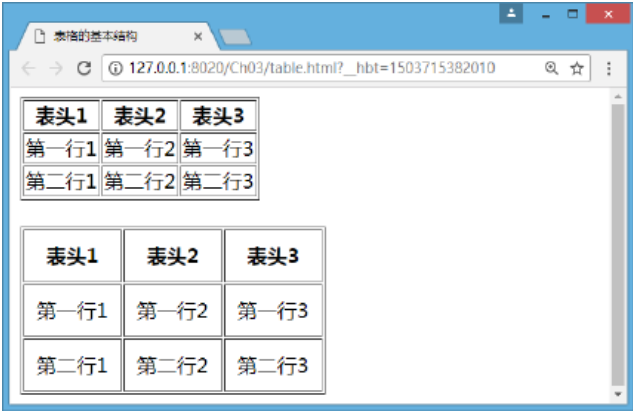 表格的基本结构
127.0.0.1:8020/Ch03/table.html?__hbt=1503715382010
表头1 表头2 表头3
第一行1 第一行2 第一行3
第二行1 第二行2 第二行3
表头1 表头2 表头3
第一行1 第一行2 第一行3
第二行1 第二行2 第二行3